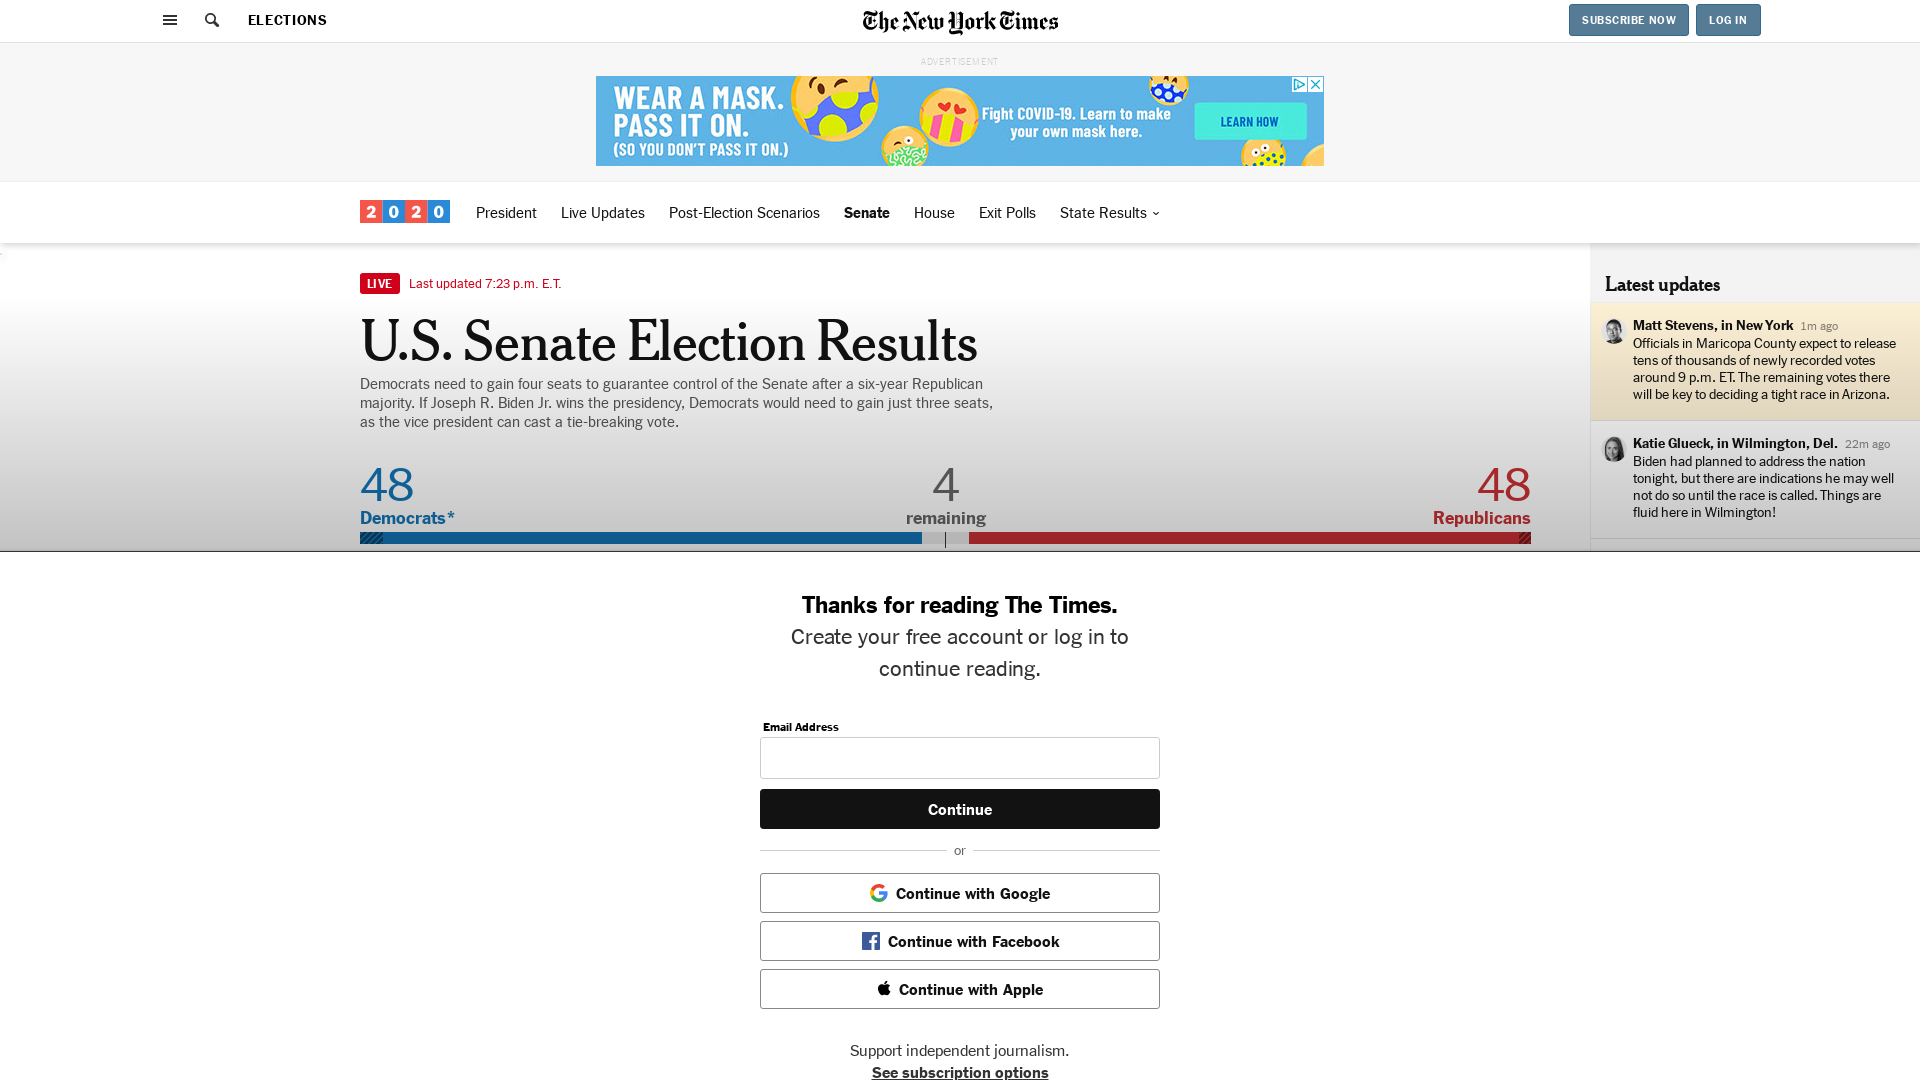 ELECTIONS
The New York Times
SUBSCRIBE NOW
LOG IN
ADVERTISEMENT
WEAR A MASK.
PASS IT ON.
(SO YOU DON'T PASS IT ON.)
Fight COVID-19. Learn to make
your own mask here.
LEARN HOW
2020
President
Live Updates
Post-Election Scenarios
Senate
House
Exit Polls
State Results
LIVE
Last updated 7:23 p.m. E.T.
U.S. Senate Election Results
Democrats need to gain four seats to guarantee control of the Senate after a six-year Republican
majority. If Joseph R. Biden Jr. wins the presidency, Democrats would need to gain just three seats,
as the vice president can cast a tie-breaking vote.
48
Democrats*
4
remaining
48
Republicans
Latest updates
Matt Stevens, in New York 1m ago
Officials in Maricopa County expect to release
tens of thousands of newly recorded votes
around 9 p.m. ET. The remaining votes there
will be key to deciding a tight race in Arizona.
Katie Glueck, in Wilmington, Del. 22m ago
Biden had planned to address the nation
tonight, but there are indications he may well
not do so until the race is called. Things are
fluid here in Wilmington!
Thanks for reading The Times.
Create your free account or log in to
continue reading.
Email Address
Continue
or
Continue with Google
Continue with Facebook
Continue with Apple
Support independent journalism.
See subscription options